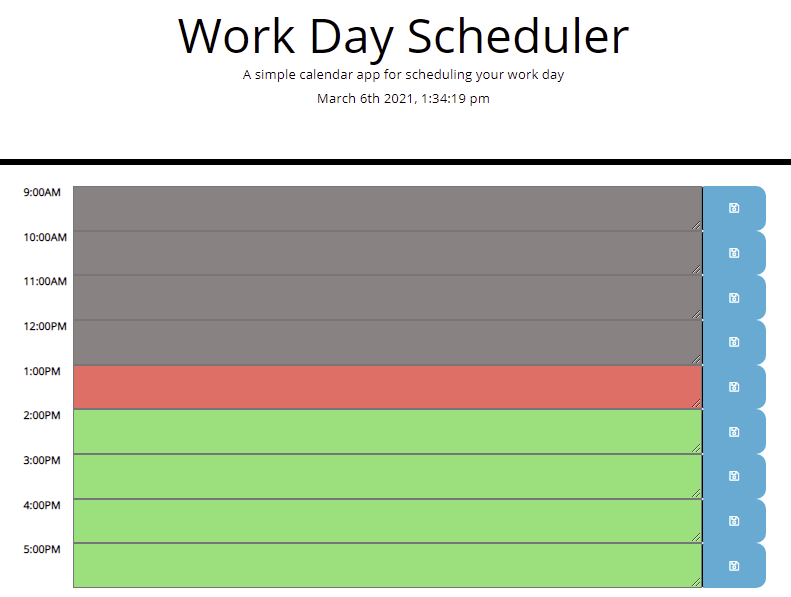 Work Day Scheduler
A simple calendar app for scheduling your work day
March 6th 2021, 1:34:19 pm
9:00AM
10:00AM
11:00AM
12:00PM
1:00PM
2:00PM
3:00PM
4:00PM
5:00PM